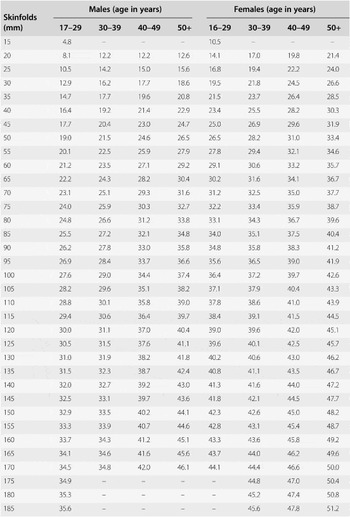 Skinfolds (mm) Males (age in years) Females (age in years)
17–29 30–39 40–49 50+ 16–29 30–39 40–49 50+
15 4.8 – – – 10.5 – – –
20 8.1 12.2 12.2 12.6 14.1 17.0 19.8 21.4
25 10.5 14.2 15.0 15.6 16.8 19.4 22.2 24.0
30 12.9 16.2 17.7 18.6 19.5 21.8 24.5 26.6
35 14.7 17.7 19.6 20.8 21.5 23.7 26.4 28.5
40 16.4 19.2 21.4 22.9 23.4 25.5 28.2 30.3
45 17.7 20.4 23.0 24.7 25.0 26.9 29.6 31.9
50 19.0 21.5 24.6 26.5 26.5 28.2 31.0 33.4
55 20.1 22.5 25.9 27.9 27.8 29.4 32.1 34.6
60 21.2 23.5 27.1 29.2 29.1 30.6 33.2 35.7
65 22.2 24.3 28.2 30.4 30.2 31.6 34.1 36.7
70 23.1 25.1 29.3 31.6 31.2 32.5 35.0 37.7
75 24.0 25.9 30.3 32.7 32.2 33.4 35.9 38.7
80 24.8 26.6 31.2 33.8 33.1 34.3 36.7 39.6
85 25.5 27.2 32.1 34.8 34.0 35.1 37.5 40.4
90 26.2 27.8 33.0 35.8 34.8 35.8 38.3 41.2
95 26.9 28.4 33.7 36.6 35.6 36.5 39.0 41.9
100 27.6 29.0 34.4 37.4 36.4 37.2 39.7 42.6
105 28.2 29.6 35.1 38.2 37.1 37.9 40.4 43.3
110 28.8 30.1 35.8 39.0 37.8 38.6 41.0 43.9
115 29.4 30.6 36.4 39.7 38.4 39.1 41.5 44.5
120 30.0 31.1 37.0 40.4 39.0 39.6 42.0 45.1
125 30.5 31.5 37.6 41.1 39.6 40.1 42.5 45.7
130 31.0 31.9 38.2 41.8 40.2 40.6 43.0 46.2
135 31.5 32.3 38.7 42.4 40.8 41.1 43.5 46.7
140 32.0 32.7 39.2 43.0 41.3 41.6 44.0 47.2
145 32.5 33.1 39.7 43.6 41.8 42.1 44.5 47.7
150 32.9 33.5 40.2 44.1 42.3 42.6 45.0 48.2
155 33.3 33.9 40.7 44.6 42.8 43.1 45.4 48.7
160 33.7 34.3 41.2 45.1 43.3 43.6 45.8 49.2
165 34.1 34.6 41.6 45.6 43.7 44.0 46.2 49.6
170 34.5 34.8 42.0 46.1 44.1 44.4 46.6 50.0
175 34.9 – – – – 44.8 47.0 50.4
180 35.3 – – – – 45.2 47.4 50.8
185 35.6 – – – – 45.6 47.8 51.2